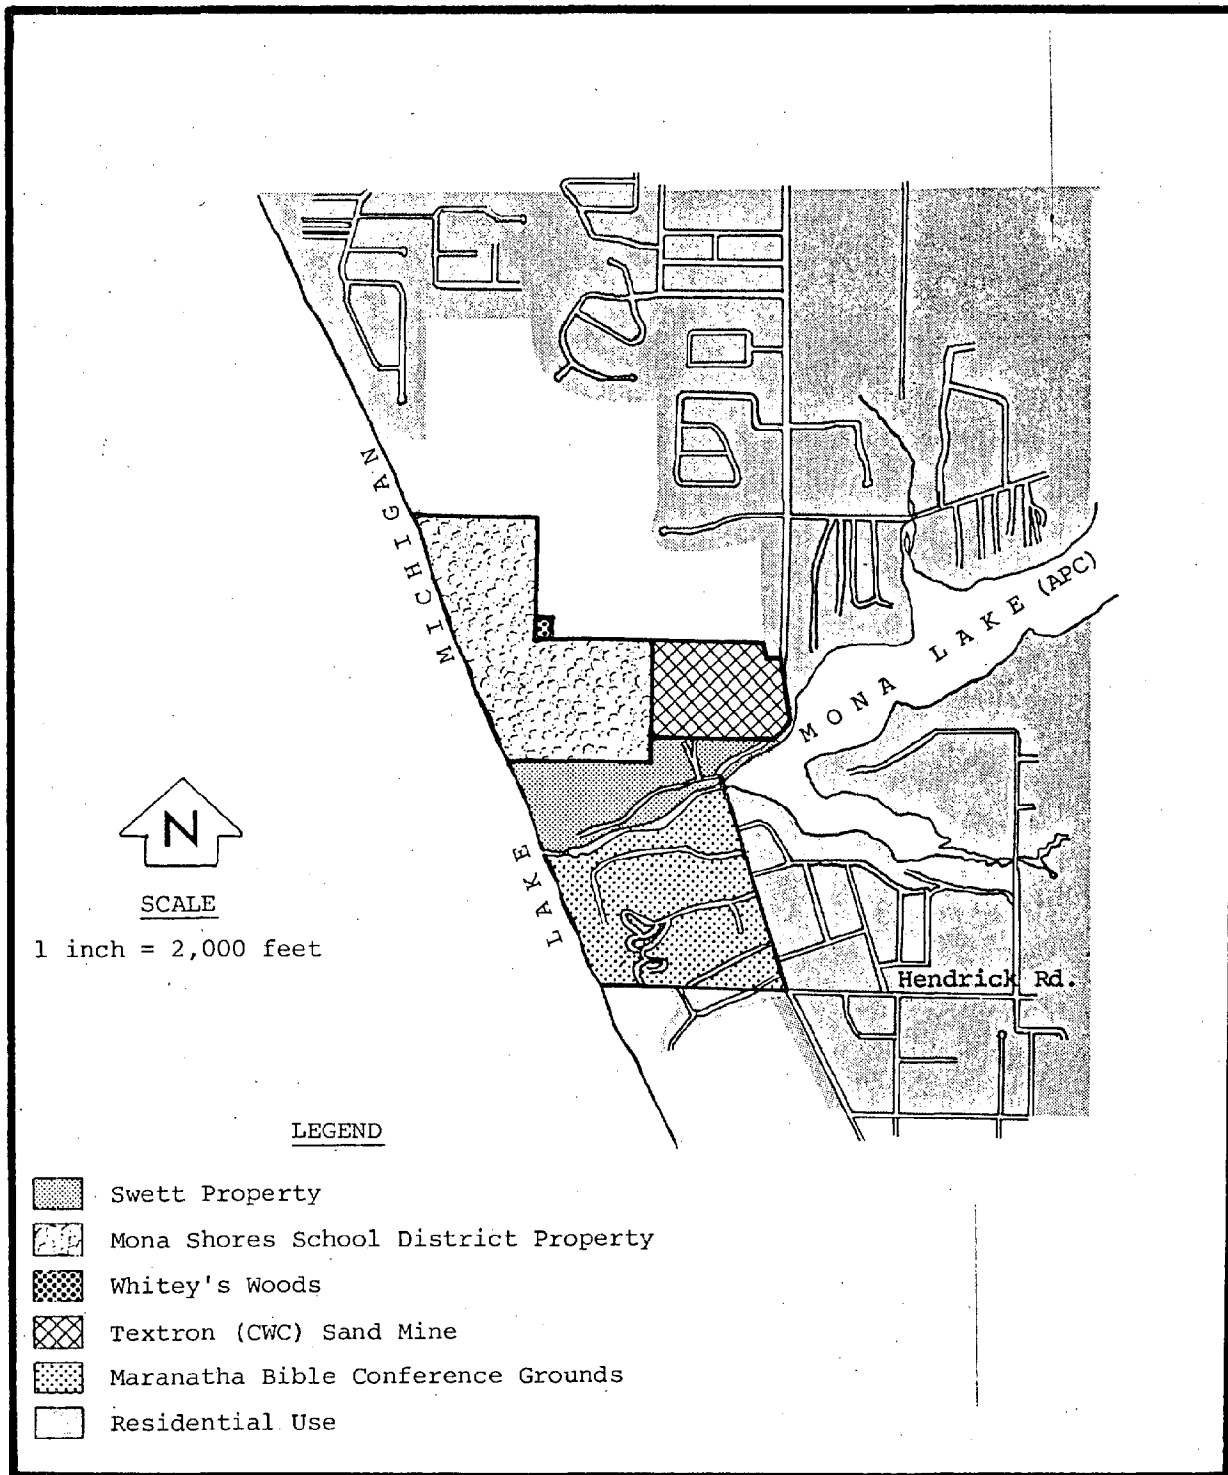 MICHIGAN
MONA LAKE (APC)
N
SCALE
1 inch = 2,000 feet
LAKE
Hendrick Rd.
LEGEND
Swett Property
Mona Shores School District Property
Whitey's Woods
Textron (CWC) Sand Mine
Maranatha Bible Conference Grounds
Residential Use